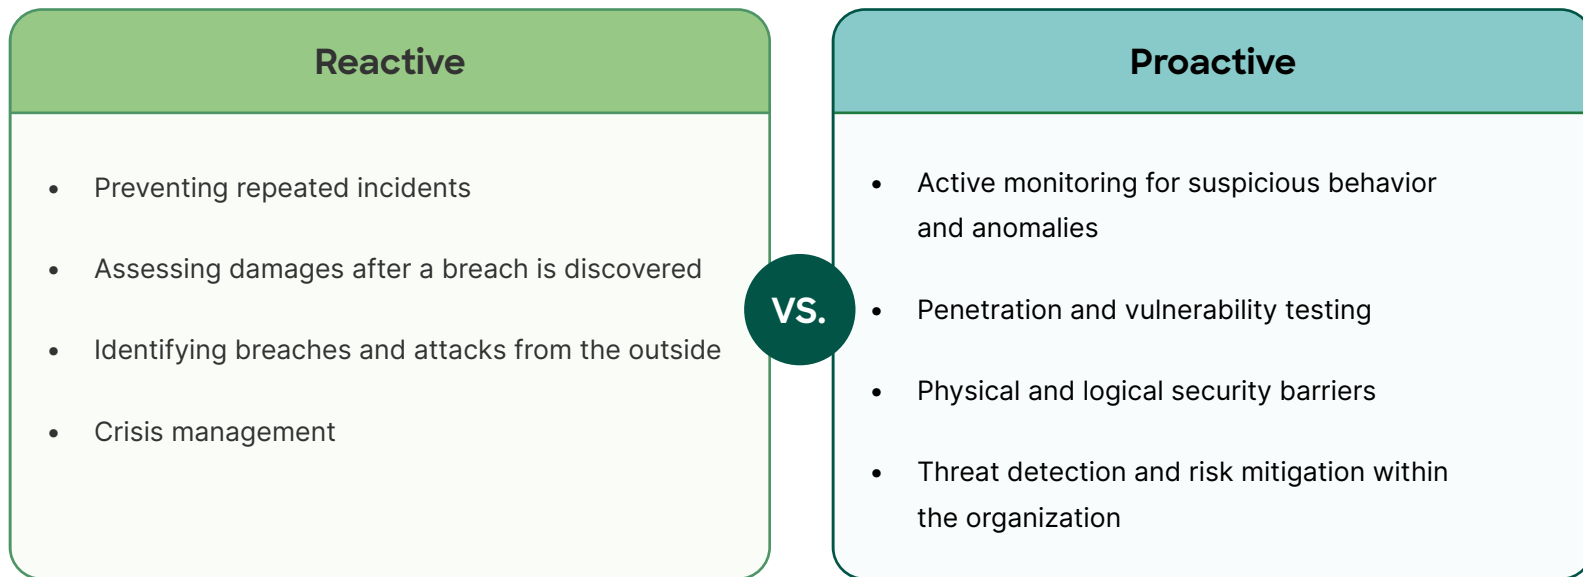 Reactive
• Preventing repeated incidents
• Assessing damages after a breach is discovered
• Identifying breaches and attacks from the outside
• Crisis management
VS.
Proactive
• Active monitoring for suspicious behavior
and anomalies
• Penetration and vulnerability testing
• Physical and logical security barriers
• Threat detection and risk mitigation within
the organization